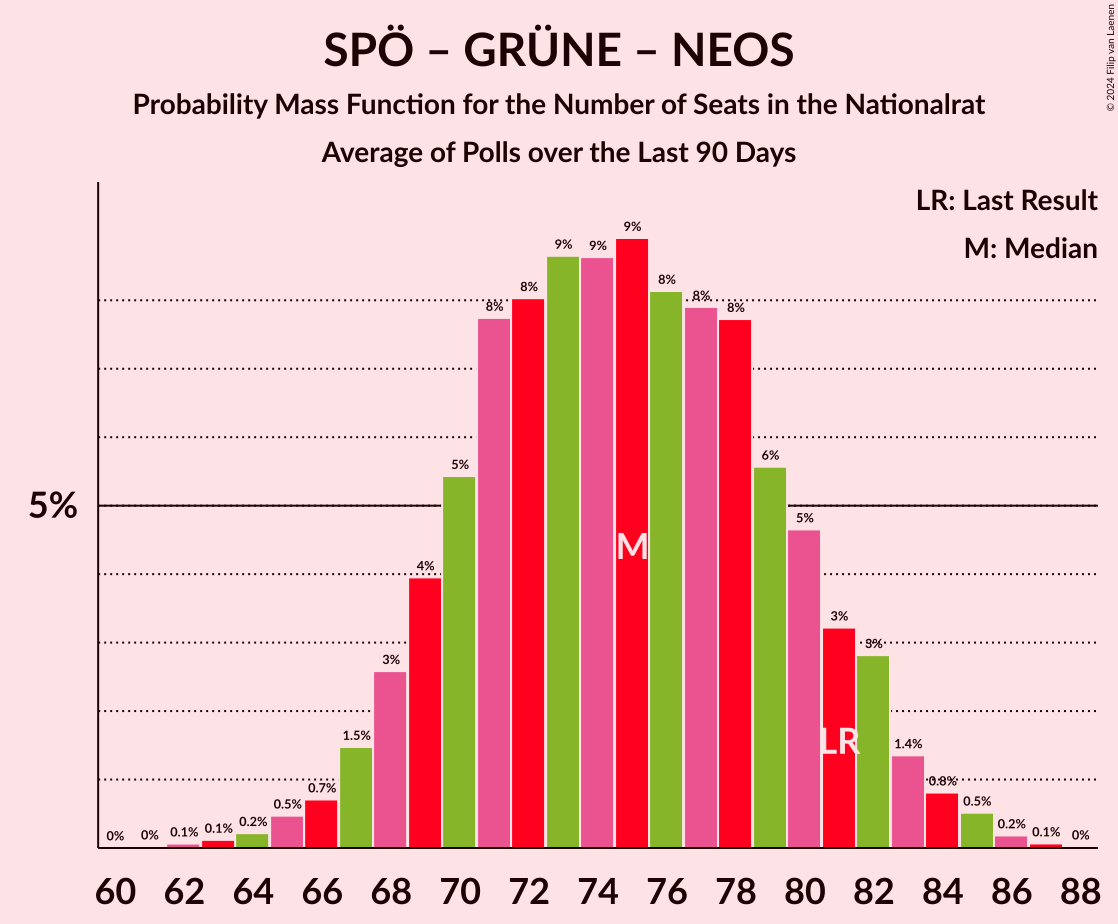 SPÖ – GRÜNE – NEOS
Probability Mass Function for the Number of Seats in the Nationalrat
Average of Polls over the Last 90 Days
© 2024 Filip van Laenen
LR: Last Result
M: Median
5%
0% 0% 0.1% 0.1% 0.2% 0.5% 0.7% 1.5% 3% 4% 5% 8% 8% 9% 9% 9% 8% 8% 8% 6% 5% 3% 3% 1.4% 0.8% 0.5% 0.2% 0.1% 0%
M
LR
60 62 64 66 68 70 72 74 76 78 80 82 84 86 88